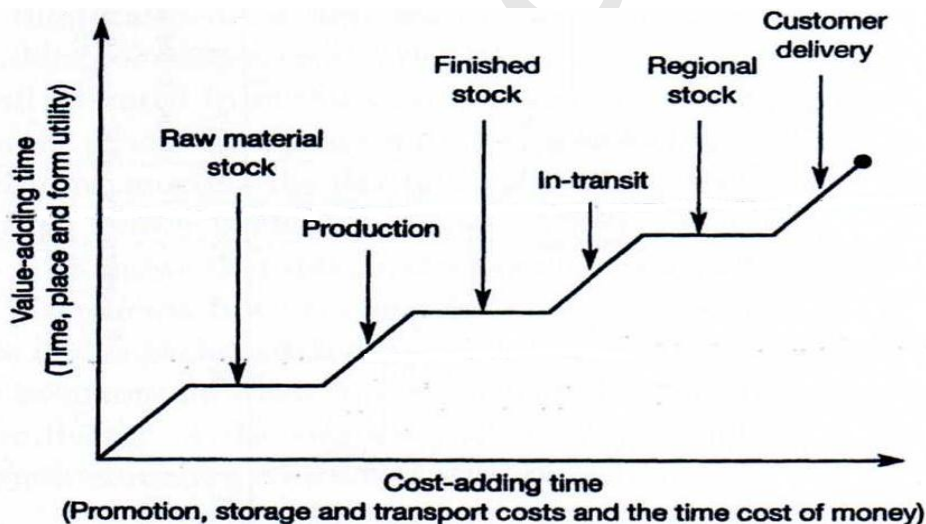 Customer
delivery
Finished
stock
Regional
stock
Raw material
stock
In-transit
Production
Value-adding time
(Time, place and form utility)
Cost-adding time
(Promotion, storage and transport costs and the time cost of money)